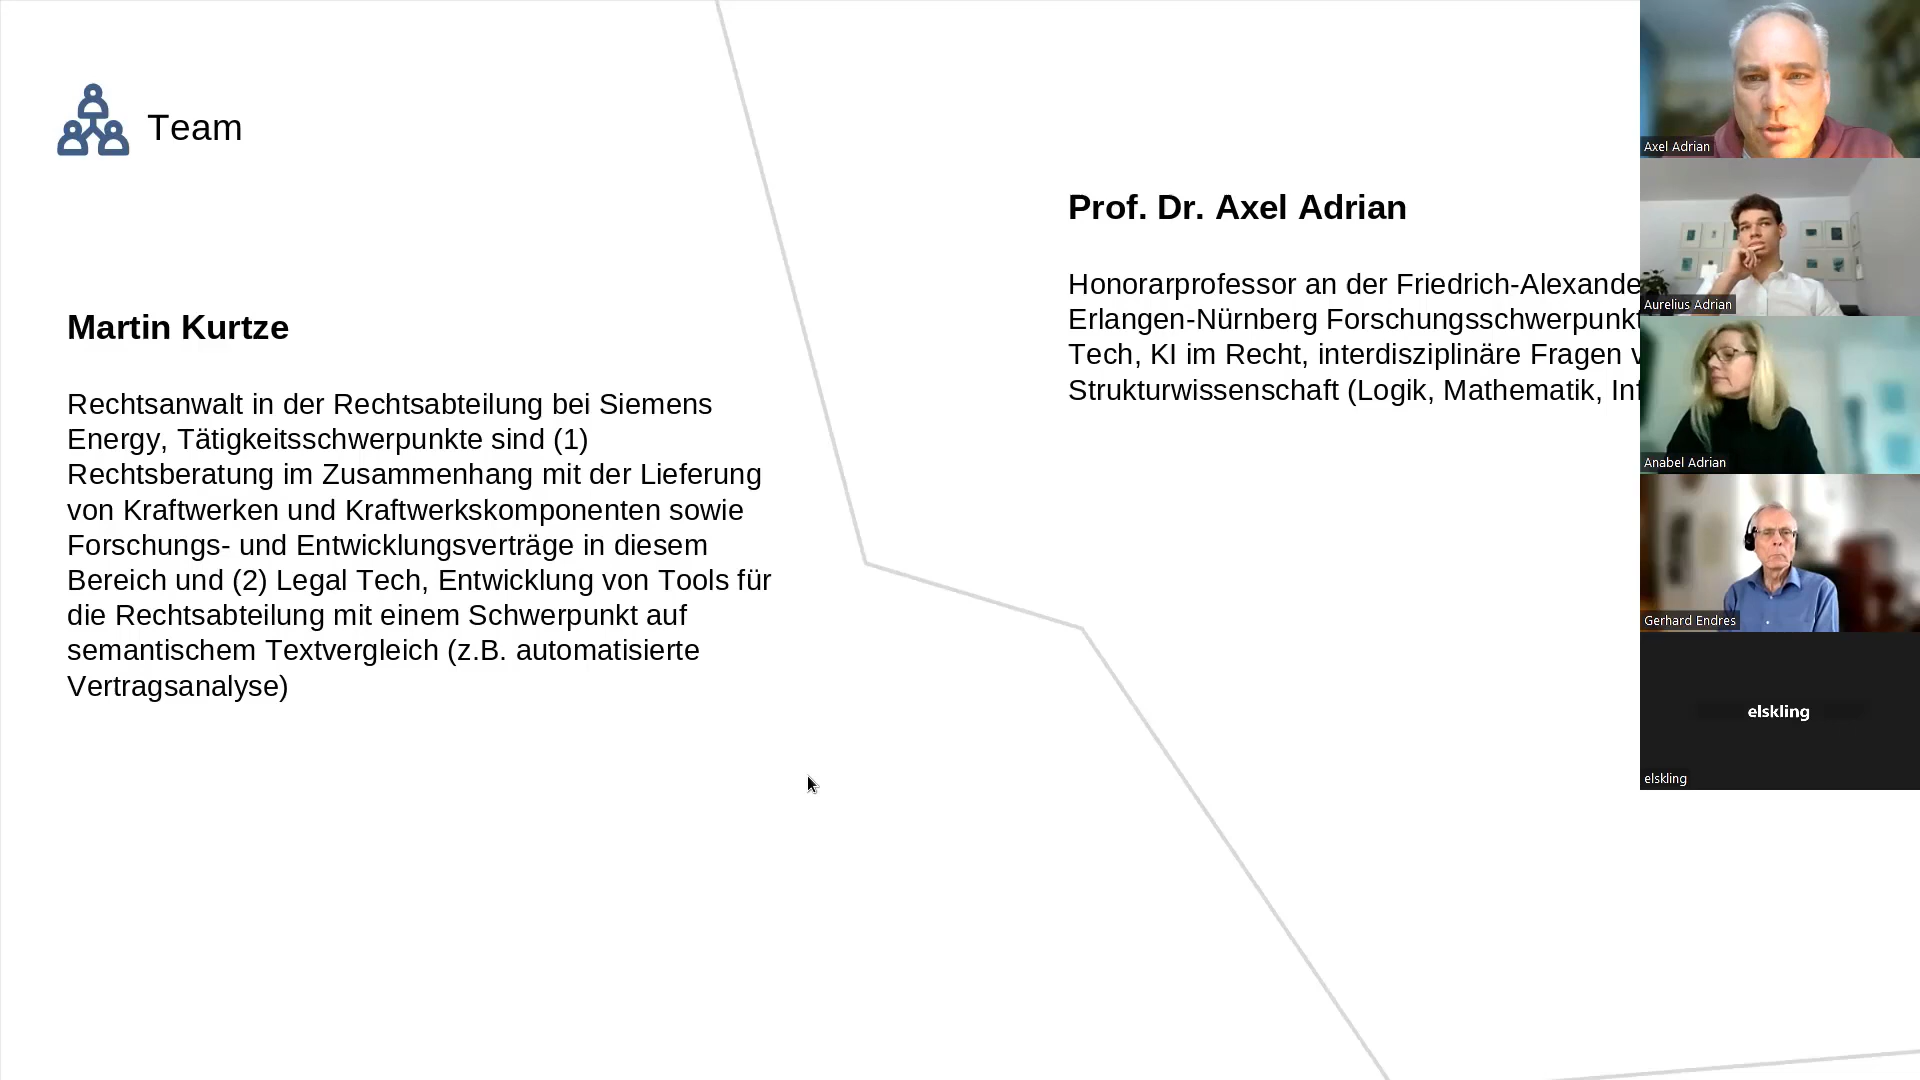 Team
Martin Kurtze
Rechtsanwalt in der Rechtsabteilung bei Siemens
Energy, Tätigkeitsschwerpunkte sind (1)
Rechtsberatung im Zusammenhang mit der Lieferung
von Kraftwerken und Kraftwerkskomponenten sowie
Forschungs- und Entwicklungsverträge in diesem
Bereich und (2) Legal Tech, Entwicklung von Tools für
die Rechtsabteilung mit einem Schwerpunkt auf
semantischem Textvergleich (z.B. automatisierte
Vertragsanalyse)
Prof. Dr. Axel Adrian
Honorarprofessor an der Friedrich-Alexande
Erlangen-Nürnberg Forschungsschwerpunkt
Tech, KI im Recht, interdisziplinäre Fragen
Strukturwissenschaft (Logik, Mathematik,
Axel Adrian
Aurelius Adrian
Anabel Adrian
Gerhard Endres
elskling
elskling